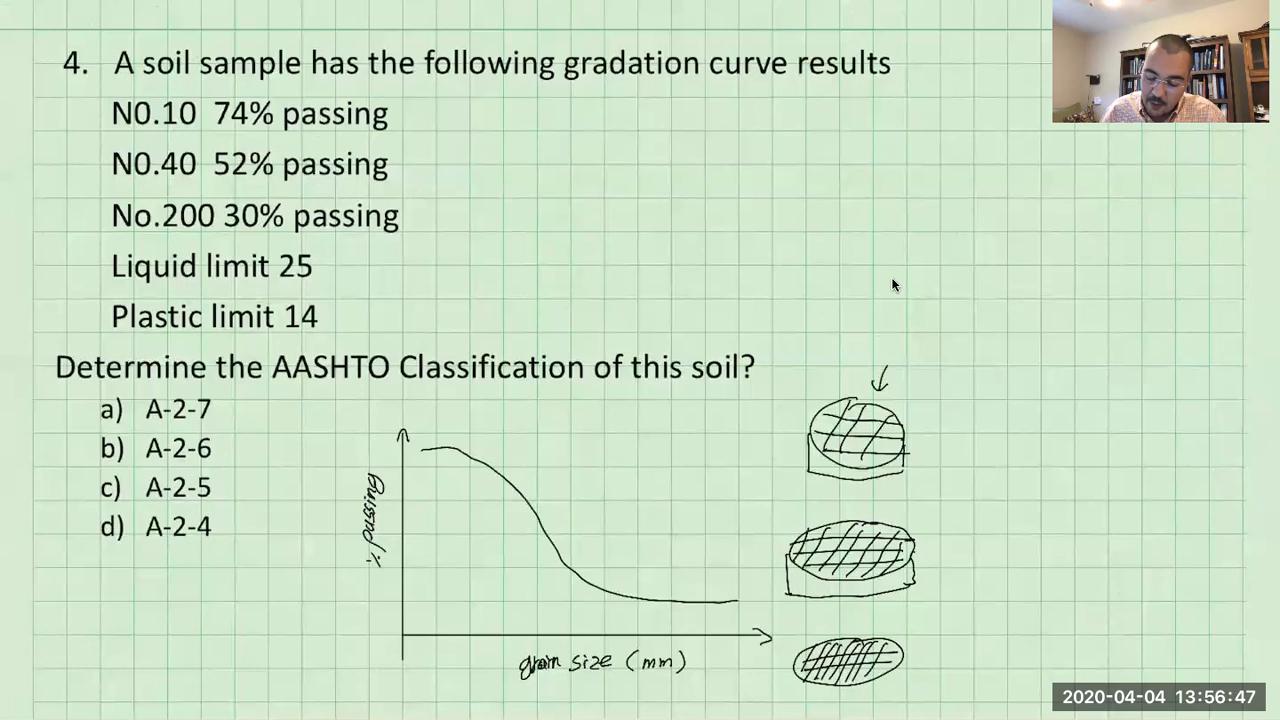 4. A soil sample has the following gradation curve results
N0.10 74% passing
N0.40 52% passing
No.200 30% passing
Liquid limit 25
Plastic limit 14
Determine the AASHTO Classification of this soil?
a) A-2-7
b) A-2-6
c) A-2-5
d) A-2-4
% passing
grain size (mm)
2020-04-04 13:56:47